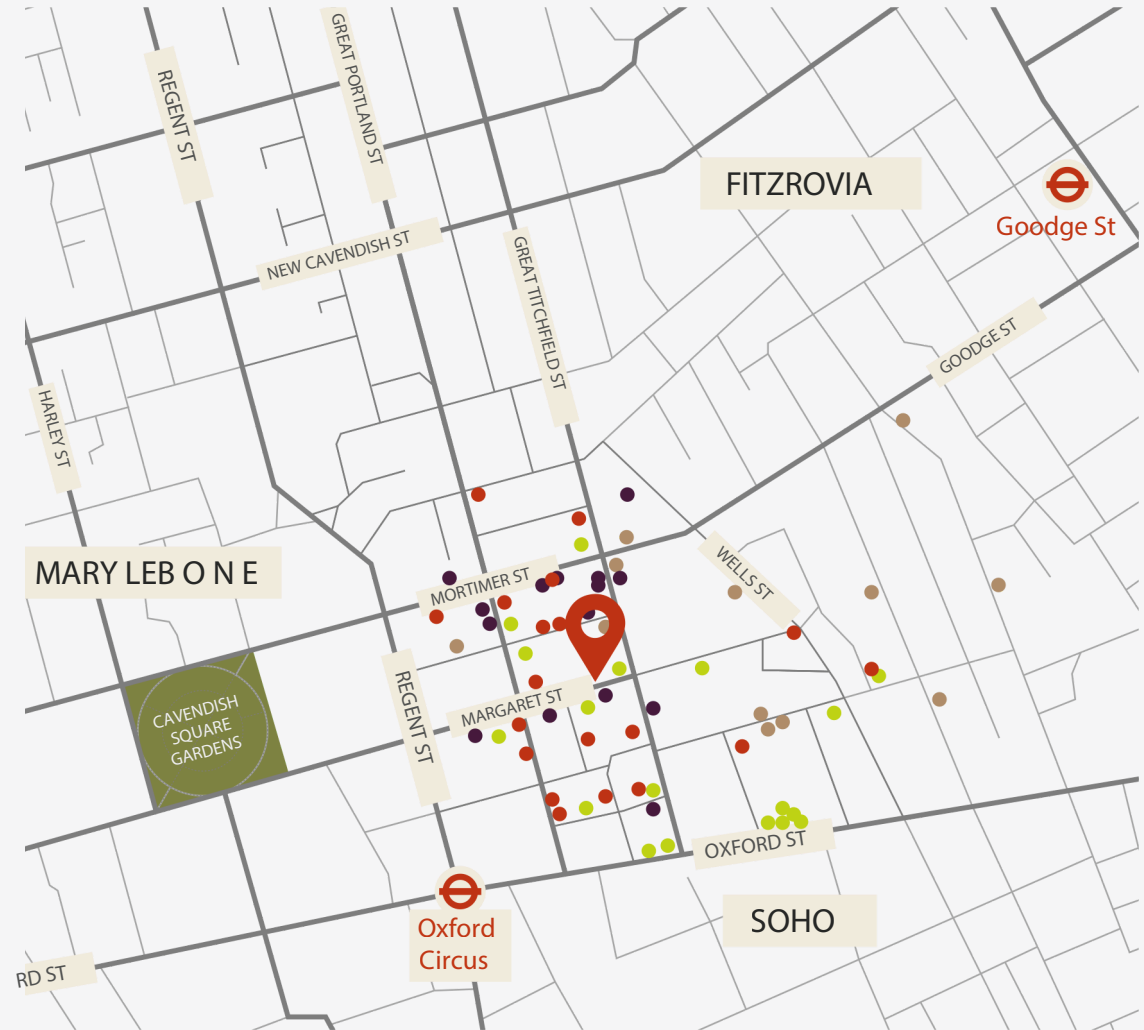 REGENT ST
GREAT PORTLAND ST
FITZROVIA
Goodge St
NEW CAVENDISH ST
GREAT TITCHFIELD ST
GOODGE ST
HARLEY ST
MARY LEB O N E
MORTIMER ST
WELLS ST
CAVENDISH
SQUARE
GARDENS
REGENT ST
MARGARET ST
OXFORD ST
SOHO
Oxford
Circus
RD ST